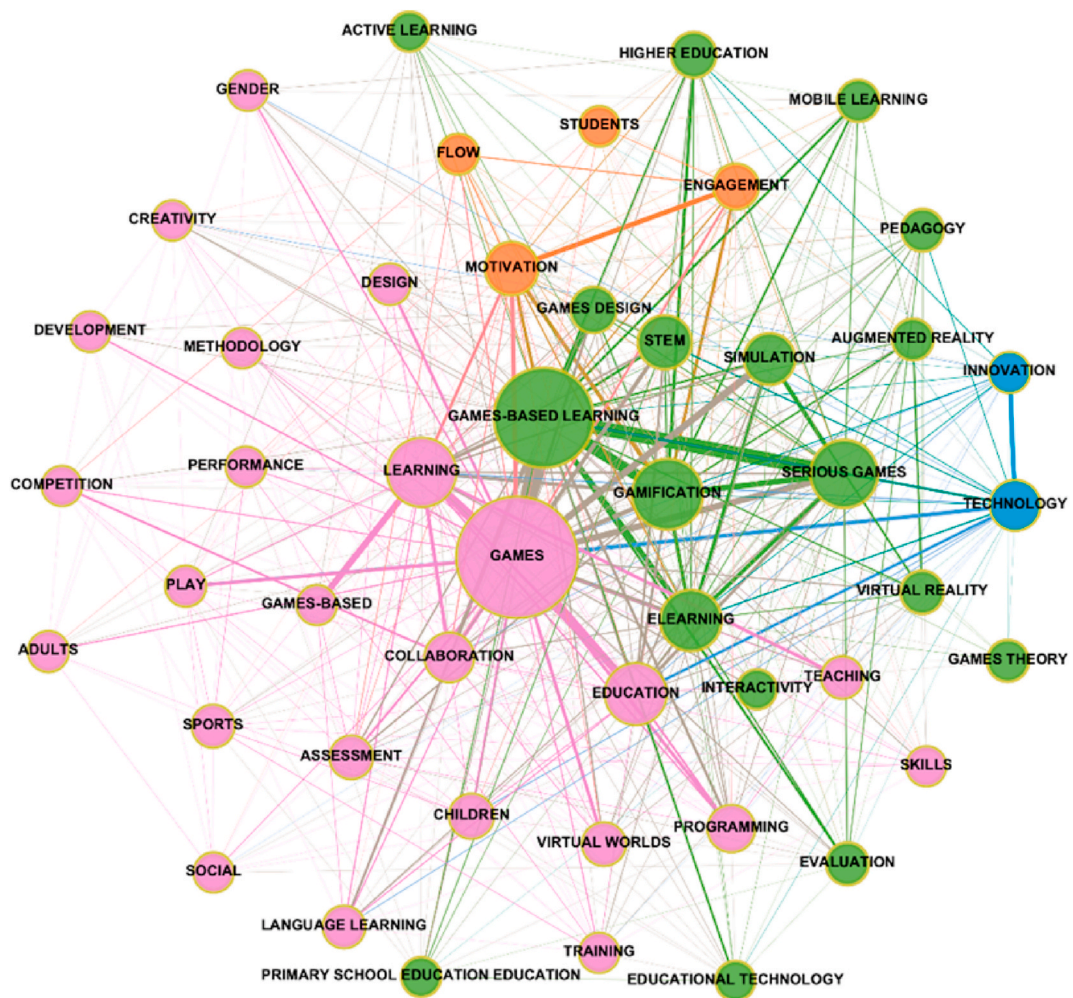 ACTIVE LEARNING
HIGHER EDUCATION
GENDER
MOBILE LEARNING
STUDENTS
FLOW
ENGAGEMENT
CREATIVITY
PEDAGOGY
MOTIVATION
DESIGN
GAMES DESIGN
DEVELOPMENT
METHODOLOGY
STEM
SIMULATION
AUGMENTED REALITY
INNOVATION
GAMES-BASED LEARNING
COMPETITION
PERFORMANCE
LEARNING
GAMIFICATION
SERIOUS GAMES
TECHNOLOGY
GAMES
PLAY
GAMES-BASED
VIRTUAL REALITY
ELEARNING
ADULTS
COLLABORATION
GAMES THEORY
TEACHING
EDUCATION
INTERACTIVITY
SPORTS
ASSESSMENT
SKILLS
CHILDREN
VIRTUAL WORLDS
PROGRAMMING
EVALUATION
SOCIAL
LANGUAGE LEARNING
TRAINING
PRIMARY SCHOOL EDUCATION EDUCATION
EDUCATIONAL TECHNOLOGY